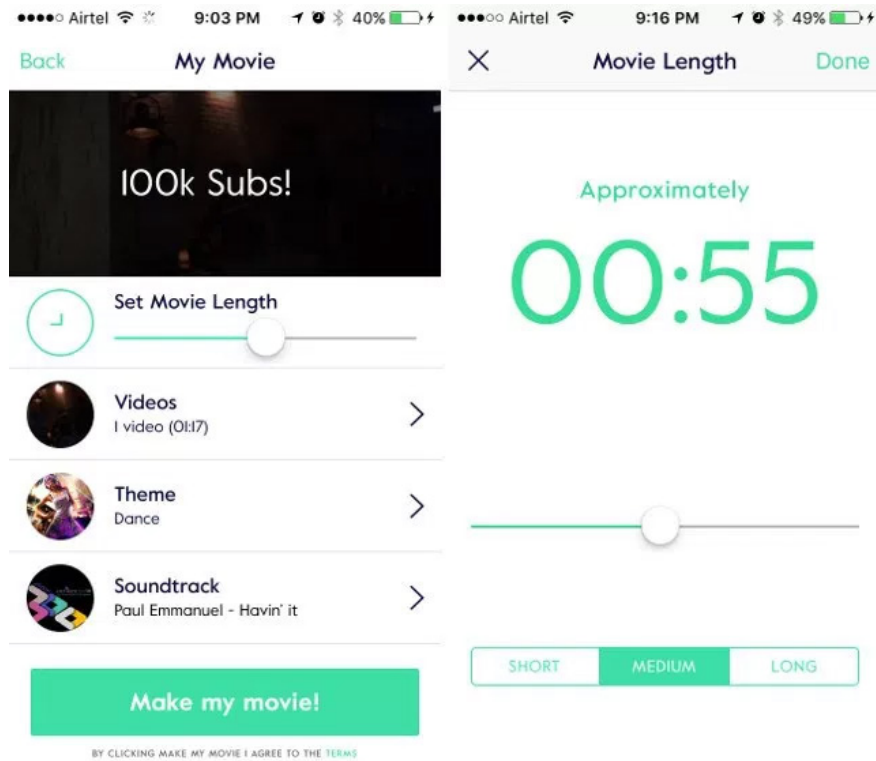 Airtel 9:03 PM 40%
Back My Movie
100k Subs!
Set Movie Length
Videos
1 video (01:17)
Theme
Dance
Soundtrack
Paul Emmanuel - Havin' it
Make my movie!
BY CLICKING MAKE MY MOVIE I AGREE TO THE TERMS
Airtel 9:16 PM 49%
Movie Length Done
Approximately
00:55
SHORT MEDIUM LONG